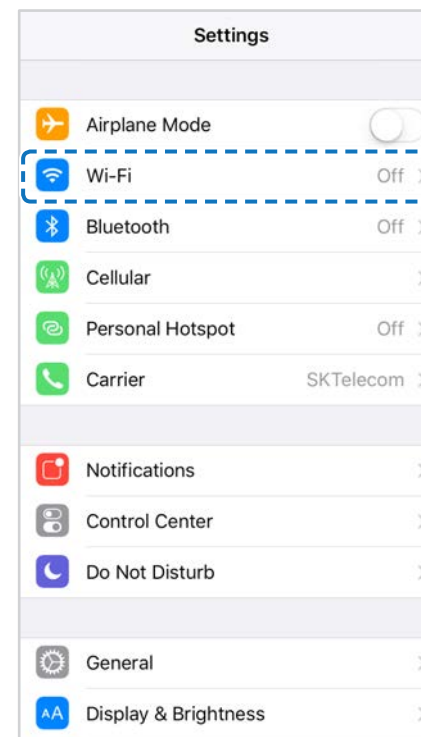 Settings
Airplane Mode
Wi-Fi Off
Bluetooth Off
Cellular
Personal Hotspot Off
Carrier SKTelecom
Notifications
Control Center
Do Not Disturb
General
AA Display & Brightness